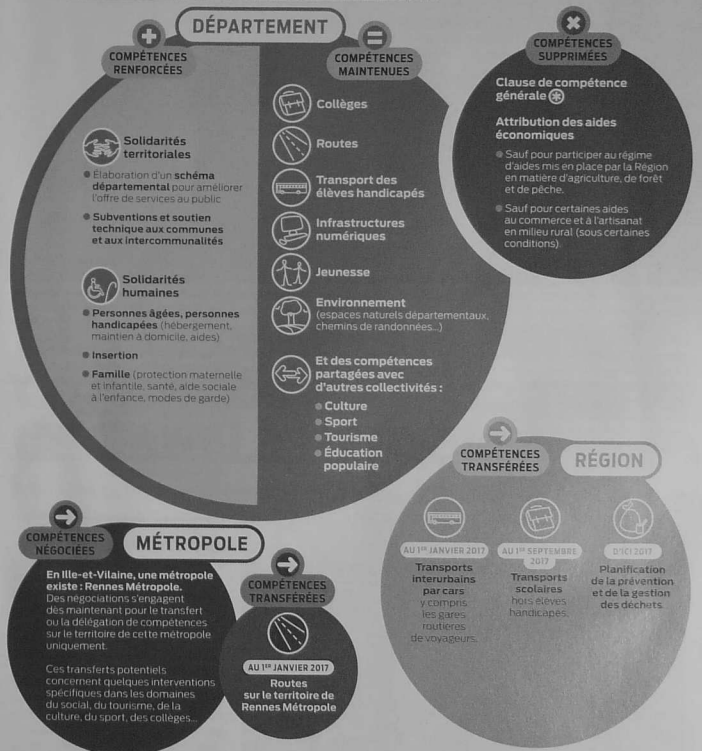 DÉPARTEMENT
COMPÉTENCES
RENFORCÉES
Solidarités
territoriales
Élaboration d'un schéma
départemental pour améliorer
l'offre de services au public
Subventions et soutien
technique aux communes
et aux intercommunalités
Solidarités
humaines
Personnes âgées, personnes
handicapées (hébergement,
maintien à domicile, aides)
Insertion
Famille (protection maternelle
et infantile, santé, aide sociale
à l'enfance, modes de garde)
COMPÉTENCES
MAINTENUES
Collèges
Routes
Transport des
élèves handicapés
Infrastructures
numériques
Jeunesse
Environnement
(espaces naturels départementaux,
chemins de randonnées...)
Et des compétences
partagées avec
d'autres collectivités :
Culture
Sport
Tourisme
Éducation
populaire
COMPÉTENCES
SUPPRIMÉES
Clause de compétence
générale
Attribution des aides
économiques
Sauf pour participer au régime
d'aides mis en place par la Région
en matière d'agriculture, de forêt
et de pêche.
Sauf pour certaines aides
au commerce et à l'artisanat
en milieu rural (sous certaines
conditions).
COMPÉTENCES
NÉGOCIÉES
MÉTROPOLE
En Ille-et-Vilaine, une métropole
existe : Rennes Métropole.
Des négociations s'engagent
dès maintenant pour le transfert
ou la délégation de compétences
sur le territoire de cette métropole
uniquement.
Ces transferts potentiels
concernent quelques interventions
spécifiques dans les domaines
du social, du tourisme, de la
culture, du sport, des collèges...
COMPÉTENCES
TRANSFÉRÉES
AU 1ER JANVIER 2017
Routes
sur le territoire de
Rennes Métropole
COMPÉTENCES
TRANSFÉRÉES
RÉGION
AU 1ER JANVIER 2017
Transports
interurbains
par cars
y compris
les gares
routières
de voyageurs.
AU 1ER SEPTEMBRE
2017
Transports
scolaires
hors élèves
handicapés.
D'ICI 2017
Planification
de la prévention
et de la gestion
des déchets.